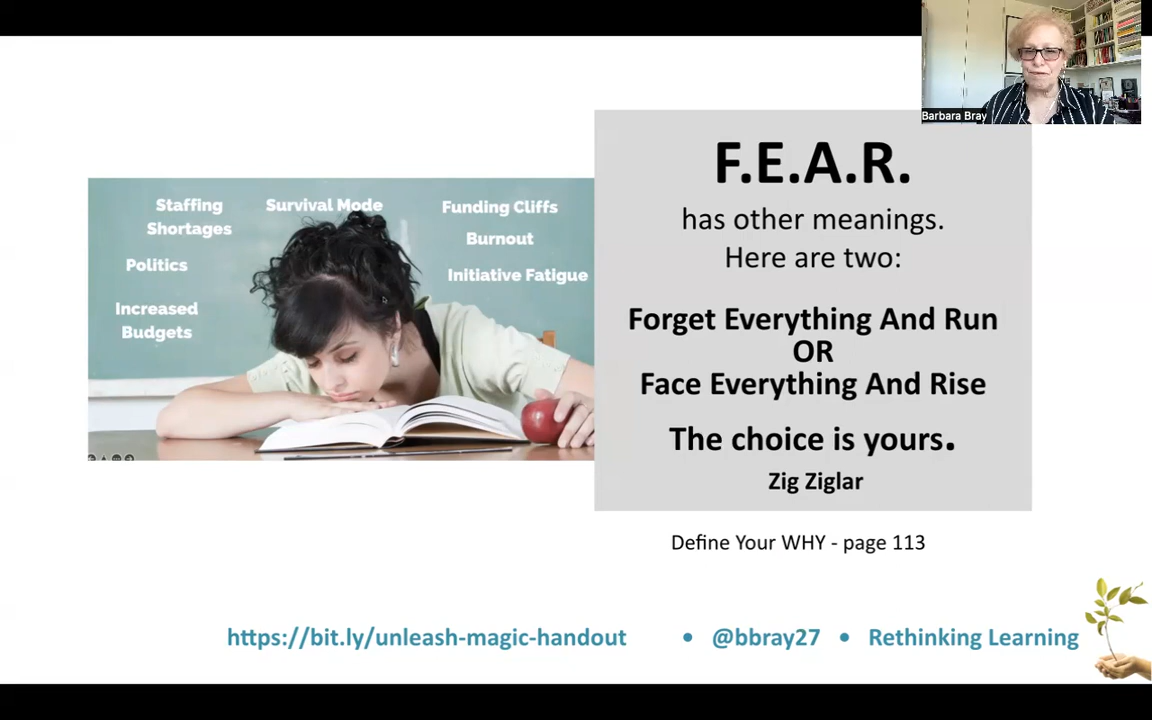 Barbara Bray
Staffing
Shortages
Survival Mode
Funding Cliffs
Burnout
Politics
Initiative Fatigue
Increased
Budgets
F.E.A.R.
has other meanings.
Here are two:
Forget Everything And Run
OR
Face Everything And Rise
The choice is yours.
Zig Ziglar
Define Your WHY - page 113
https://bit.ly/unleash-magic-handout • @bbray27 • Rethinking Learning